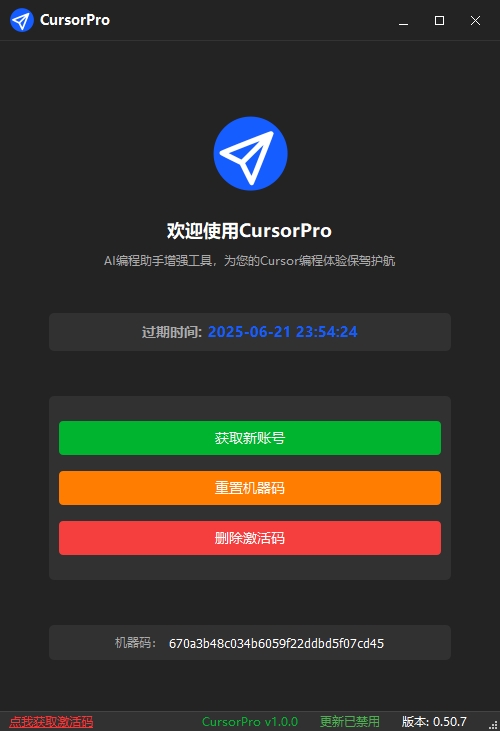 CursorPro
欢迎使用CursorPro
AI编程助手增强工具，为您的Cursor编程体验保驾护航
过期时间: 2025-06-21 23:54:24
获取新账号
重置机器码
删除激活码
机器码: 670a3b48c034b6059f22ddbd5f07cd45
点我获取激活码 CursorPro v1.0.0 更新已禁用 版本: 0.50.7